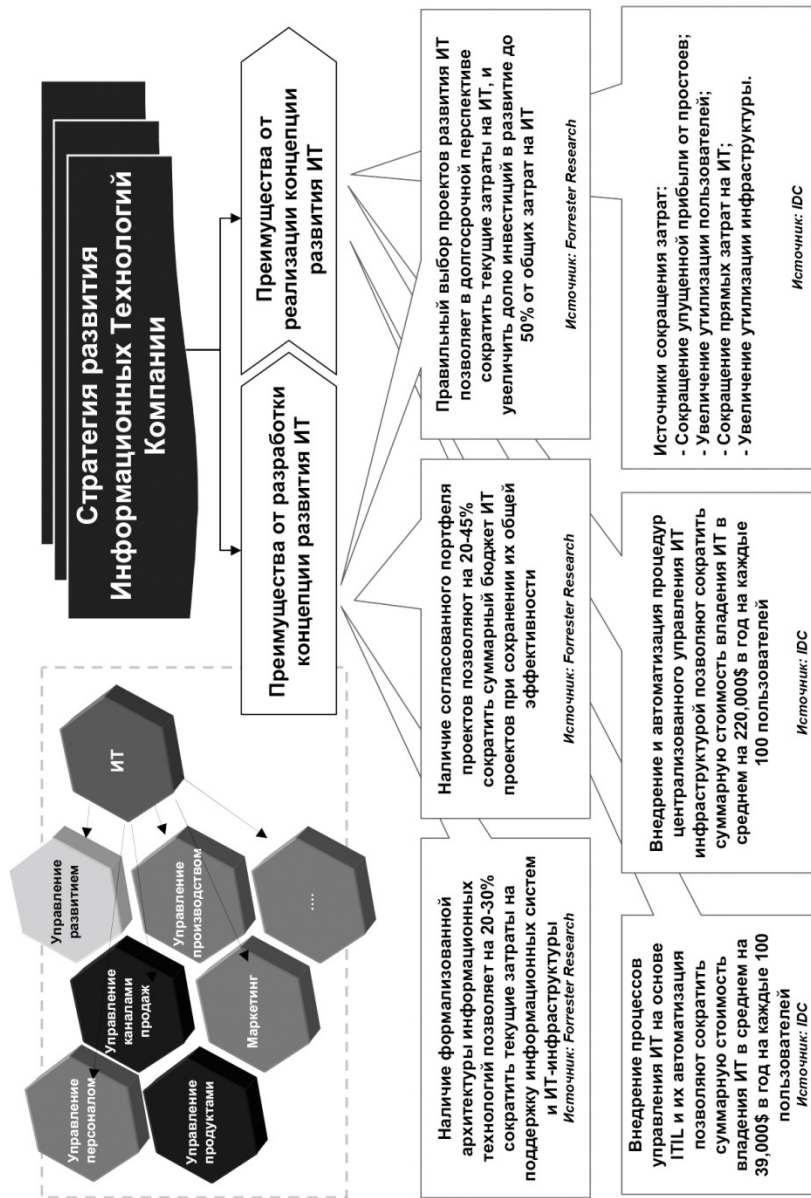 Стратегия развития
Информационных Технологий
Компании
Преимущества от разработки
концепции развития ИТ
Преимущества от
реализации концепции
развития ИТ
ИТ
Управление
развитием
Управление
производством
....
Управление
каналами
продаж
Маркетинг
Управление
персоналом
Управление
продуктами
Наличие формализованной
архитектуры информационных
технологий позволяет на 20-30%
сократить текущие затраты на
поддержку информационных систем
и ИТ-инфраструктуры
Источник: Forrester Research
Наличие согласованного портфеля
проектов позволяют на 20-45%
сократить суммарный бюджет ИТ
проектов при сохранении их общей
эффективности
Источник: Forrester Research
Правильный выбор проектов развития ИТ
позволяет в долгосрочной перспективе
сократить текущие затраты на ИТ, и
увеличить долю инвестиций в развитие до
50% от общих затрат на ИТ
Источник: Forrester Research
Внедрение процессов
управления ИТ на основе
ITIL и их автоматизация
позволяют сократить
суммарную стоимость
владения ИТ в среднем на
39,000$ в год на каждые 100
пользователей
Источник: IDC
Внедрение и автоматизация процедур
централизованного управления ИТ
инфраструктурой позволяют сократить
суммарную стоимость владения ИТ в
среднем на 220,000$ в год на каждые
100 пользователей
Источник: IDC
Источники сокращения затрат:
- Сокращение упущенной прибыли от простоев;
- Увеличение утилизации пользователей;
- Сокращение прямых затрат на ИТ;
- Увеличение утилизации инфраструктуры.
Источник: IDC